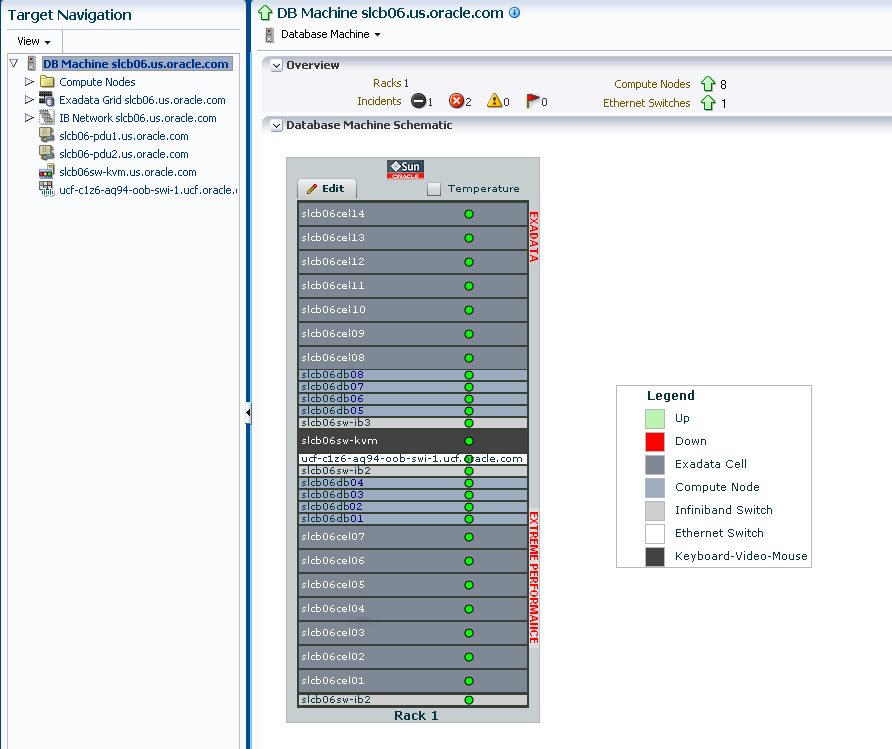 Target Navigation
View
DB Machine slcb06.us.oracle.com
Compute Nodes
Exadata Grid slcb06.us.oracle.com
IB Network slcb06.us.oracle.com
slcb06-pdu1.us.oracle.com
slcb06-pdu2.us.oracle.com
slcb06sw-kvm.us.oracle.com
ucf-c1z6-aq94-oob-swi-1.ucf.oracle.
DB Machine slcb06.us.oracle.com
Database Machine
Overview
Racks 1
Incidents 1 2 0 0
Compute Nodes 8
Ethernet Switches 1
Database Machine Schematic
Sun
ORACLE
Edit
Temperature
slcb06cel14
slcb06cel13
slcb06cel12
slcb06cel11
slcb06cel10
slcb06cel09
slcb06cel08
slcb06db08
slcb06db07
slcb06db06
slcb06db05
slcb06sw-ib3
slcb06sw-kvm
ucf-c1z6-aq94-oob-swi-1.ucf.oracle.com
slcb06sw-ib2
slcb06db04
slcb06db03
slcb06db02
slcb06db01
slcb06cel07
slcb06cel06
slcb06cel05
slcb06cel04
slcb06cel03
slcb06cel02
slcb06cel01
slcb06sw-ib2
EXADATA
EXTREME PERFORMANCE
Rack 1
Legend
Up
Down
Exadata Cell
Compute Node
Infiniband Switch
Ethernet Switch
Keyboard-Video-Mouse